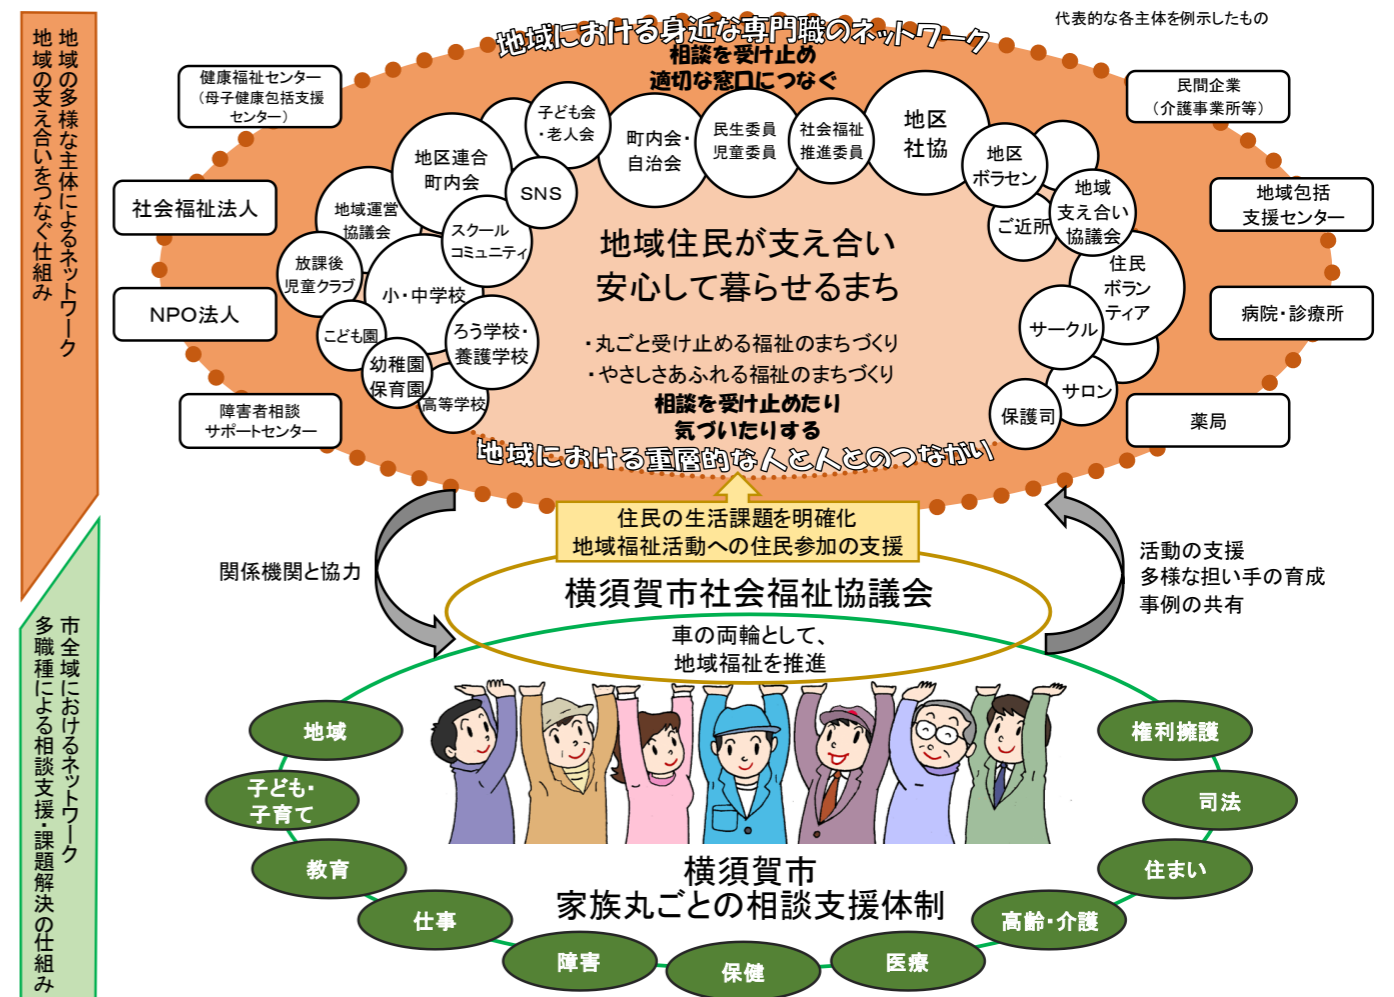 代表的な各主体を例示したもの
地域の多様な主体によるネットワーク
地域の支え合いをつなぐ仕組み
地域における身近な専門職のネットワーク
相談を受け止め
適切な窓口につなぐ
健康福祉センター
（母子健康包括支援
センター）
社会福祉法人
NPO法人
障害者相談
サポートセンター
民間企業
（介護事業所等）
地域包括
支援センター
病院・診療所
薬局
子ども会
・老人会
町内会・
自治会
民生委員
児童委員
社会福祉
推進委員
地区
社協
地区
ボラセン
地区連合
町内会
SNS
地域運営
協議会
スクール
コミュニティ
放課後
児童クラブ
小・中学校
こども園
ろう学校・
養護学校
幼稚園
保育園
高等学校
ご近所
地域
支え合い
協議会
住民
ボラン
ティア
サークル
サロン
保護司
地域住民が支え合い
安心して暮らせるまち
・丸ごと受け止める福祉のまちづくり
・やさしさあふれる福祉のまちづくり
相談を受け止めたり
気づいたりする
地域における重層的な人と人とのつながり
住民の生活課題を明確化
地域福祉活動への住民参加の支援
関係機関と協力
活動の支援
多様な担い手の育成
事例の共有
横須賀市社会福祉協議会
車の両輪として、
地域福祉を推進
市全域におけるネットワーク
多職種による相談支援・課題解決の仕組み
地域
子ども・
子育て
教育
仕事
障害
保健
医療
高齢・介護
住まい
司法
権利擁護
横須賀市
家族丸ごとの相談支援体制